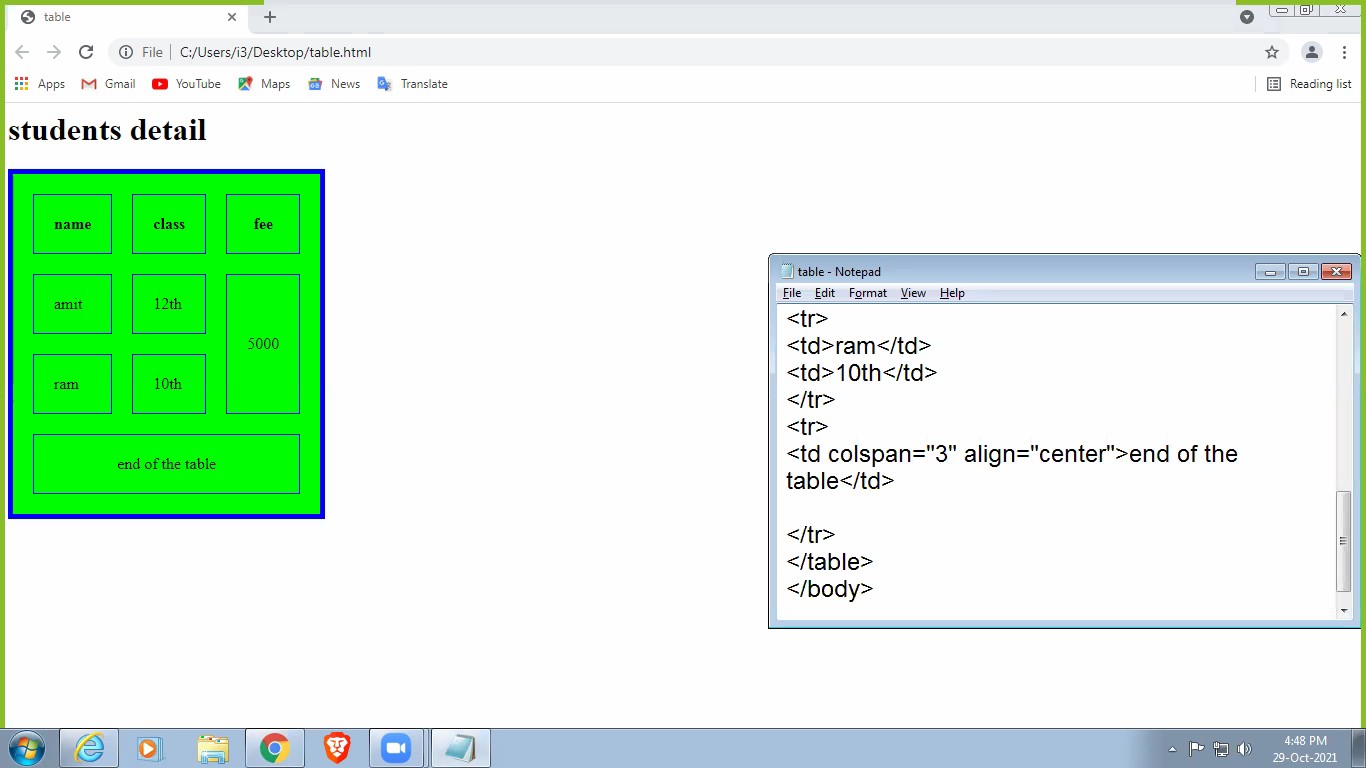 table
File C:/Users/i3/Desktop/table.html
Apps Gmail YouTube Maps News Translate Reading list
students detail
name class fee
amit 12th
5000
ram 10th
end of the table
table - Notepad
File Edit Format View Help
<tr>
<td>ram</td>
<td>10th</td>
</tr>
<tr>
<td colspan="3" align="center">end of the
table</td>
</tr>
</table>
</body>
4:48 PM
29-Oct-2021